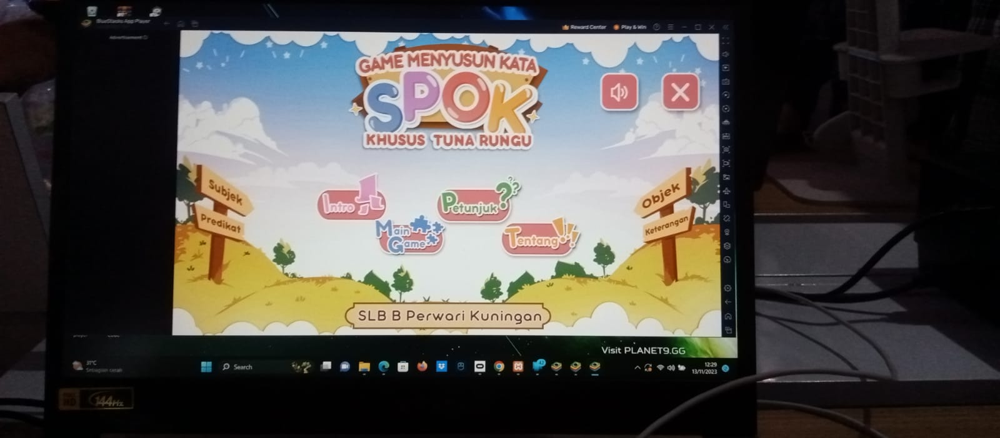 BlueStacks App Player
Reward Center
Play & Win
Advertisement
GAME MENYUSUN KATA
SPOK
KHUSUS TUNA RUNGU
Subjek
Predikat
Objek
Keterangan
Intro
Petunjuk
Main
Game
Tentang
SLB B Perwari Kuningan
Visit PLANET9.GG
31°C
Sebagian cerah
Search
12:29
13/11/2023
HD
144Hz